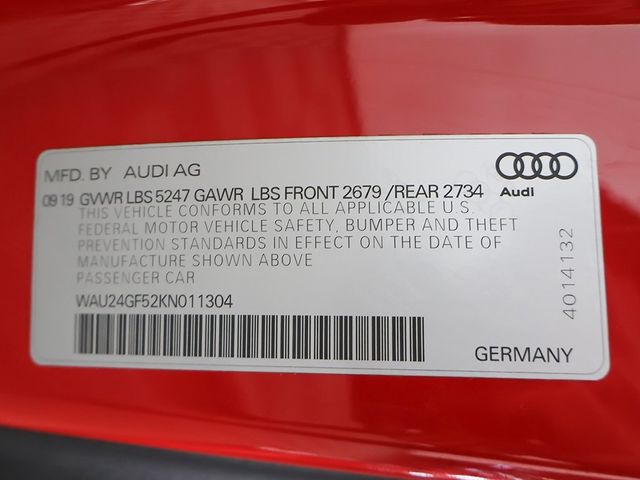 MFD. BY AUDI AG
09 19 GVWR LBS 5247 GAWR LBS FRONT 2679 /REAR 2734
Audi
THIS VEHICLE CONFORMS TO ALL APPLICABLE U.S.
FEDERAL MOTOR VEHICLE SAFETY, BUMPER AND THEFT
PREVENTION STANDARDS IN EFFECT ON THE DATE OF
MANUFACTURE SHOWN ABOVE
PASSENGER CAR
WAU24GF52KN011304
4014132
GERMANY